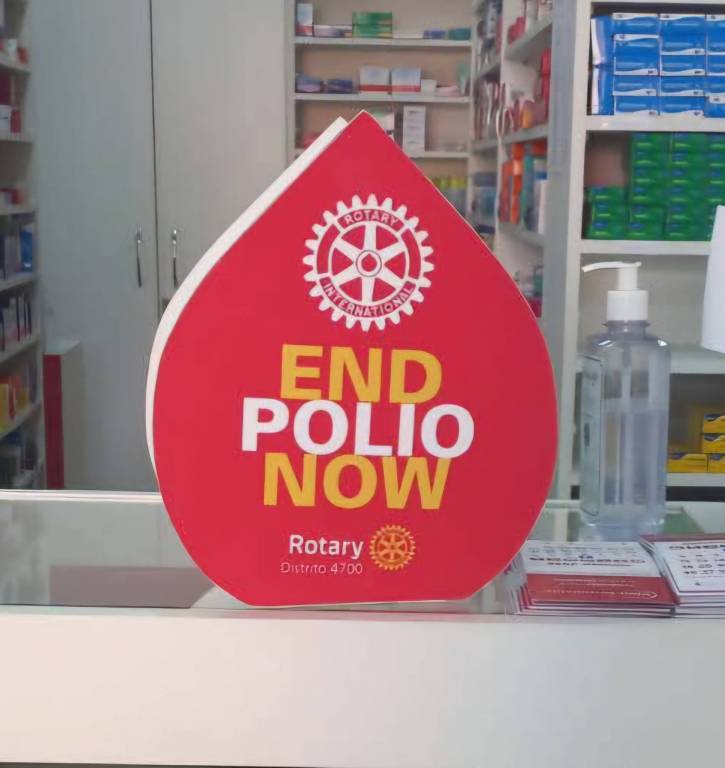 ROTARY
INTERNATIONAL
END
POLIO
NOW
Rotary
Distrito 4700